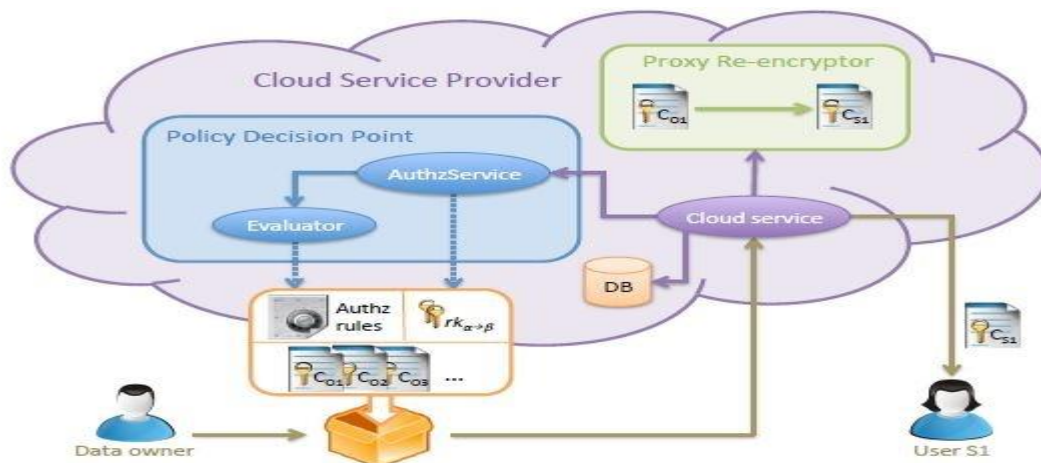 Cloud Service Provider
Proxy Re-encryptor
C_O1
C_S1
Policy Decision Point
AuthzService
Evaluator
Cloud service
DB
Authz
rules
rk_α→β
C_O1
C_O2
C_O3
...
C_S1
Data owner
User S1